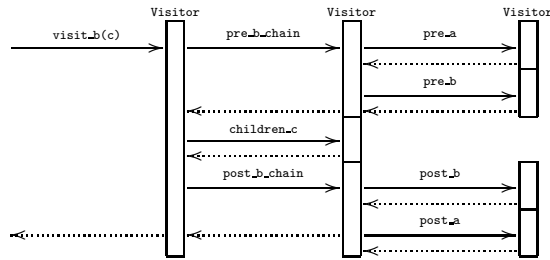 Visitor Visitor Visitor
visit_b(c) pre_b_chain pre_a
pre_b
children_c
post_b_chain post_b
post_a